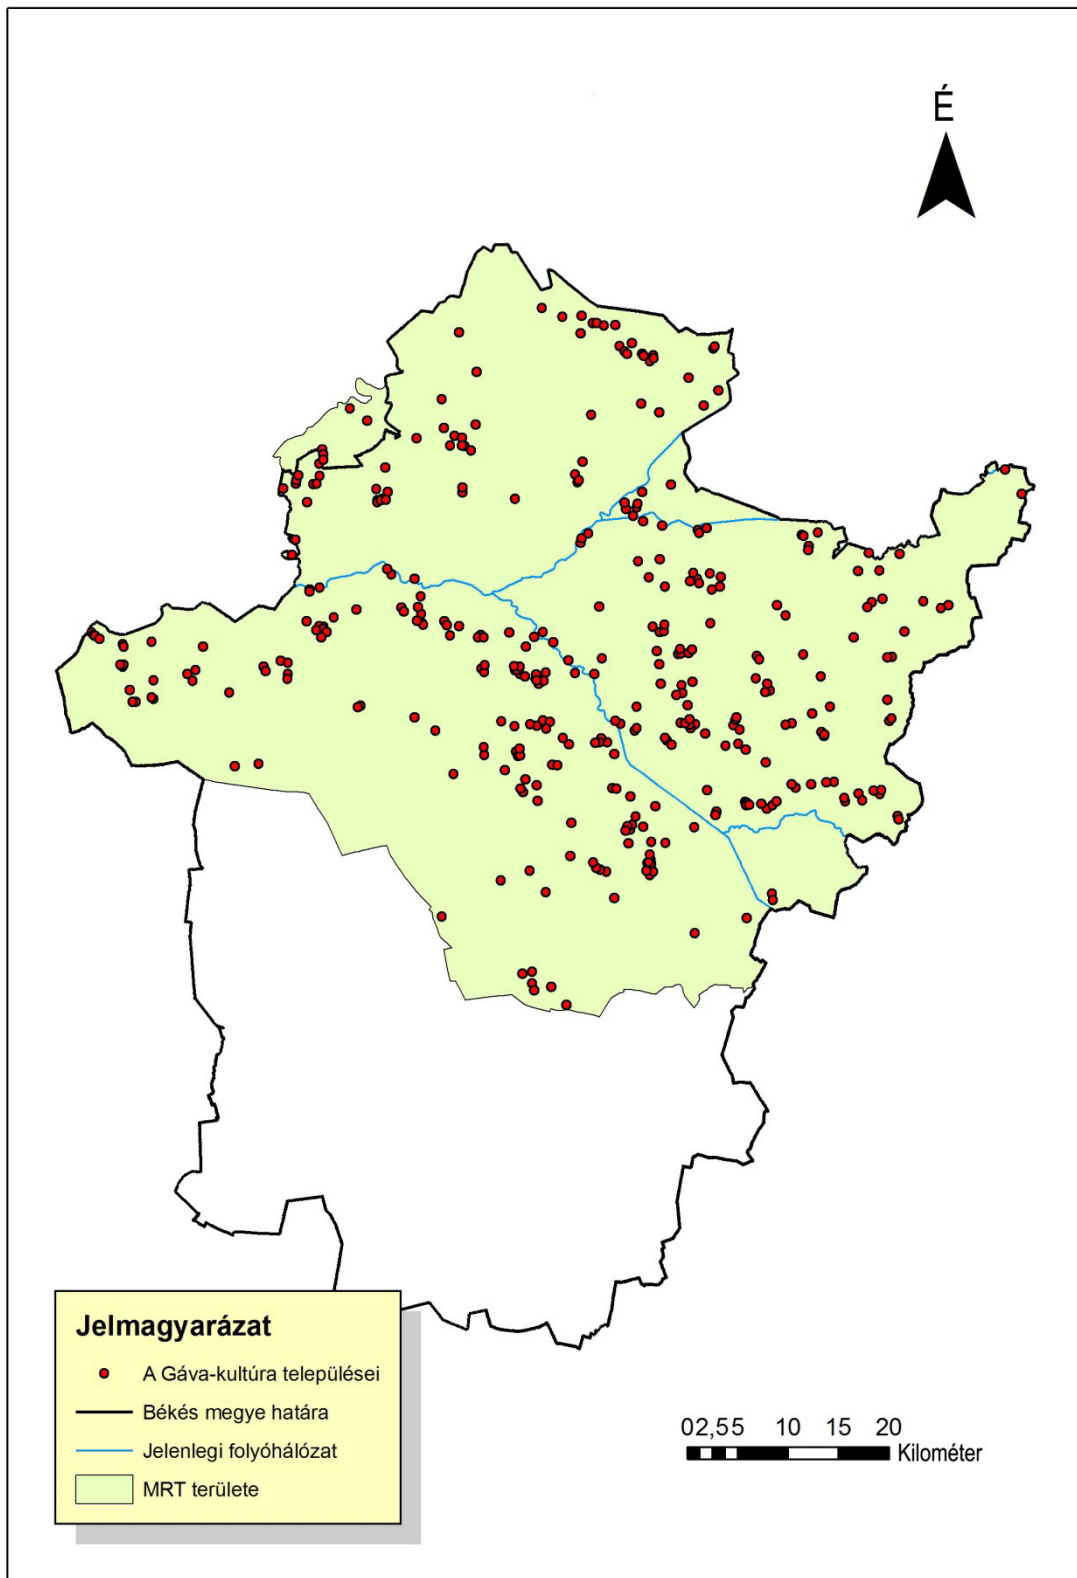 É
Jelmagyarázat
A Gáva-kultúra települései
Békés megye határa
Jelenlegi folyóhálózat
MRT területe
02,55 10 15 20
Kilométer